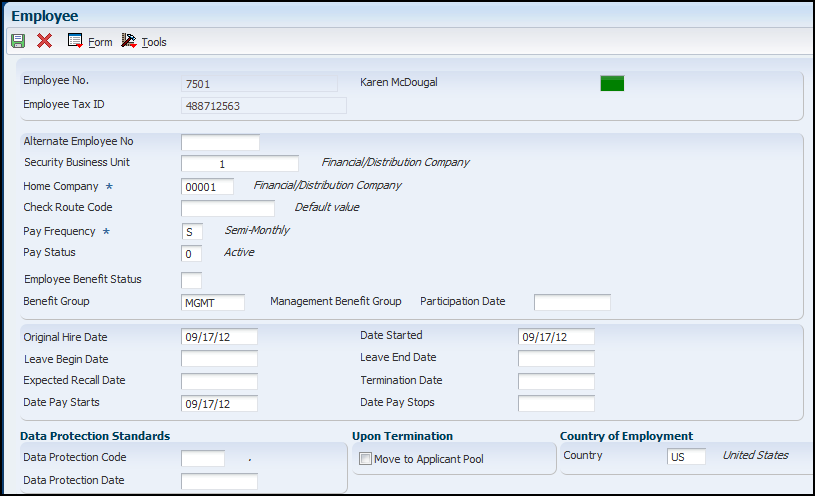 Employee
Form Tools
Employee No. 7501 Karen McDougal
Employee Tax ID 488712563
Alternate Employee No
Security Business Unit 1 Financial/Distribution Company
Home Company * 00001 Financial/Distribution Company
Check Route Code Default value
Pay Frequency * S Semi-Monthly
Pay Status 0 Active
Employee Benefit Status
Benefit Group MGMT Management Benefit Group Participation Date
Original Hire Date 09/17/12 Date Started 09/17/12
Leave Begin Date Leave End Date
Expected Recall Date Termination Date
Date Pay Starts 09/17/12 Date Pay Stops
Data Protection Standards Upon Termination Country of Employment
Data Protection Code . Move to Applicant Pool Country US United States
Data Protection Date